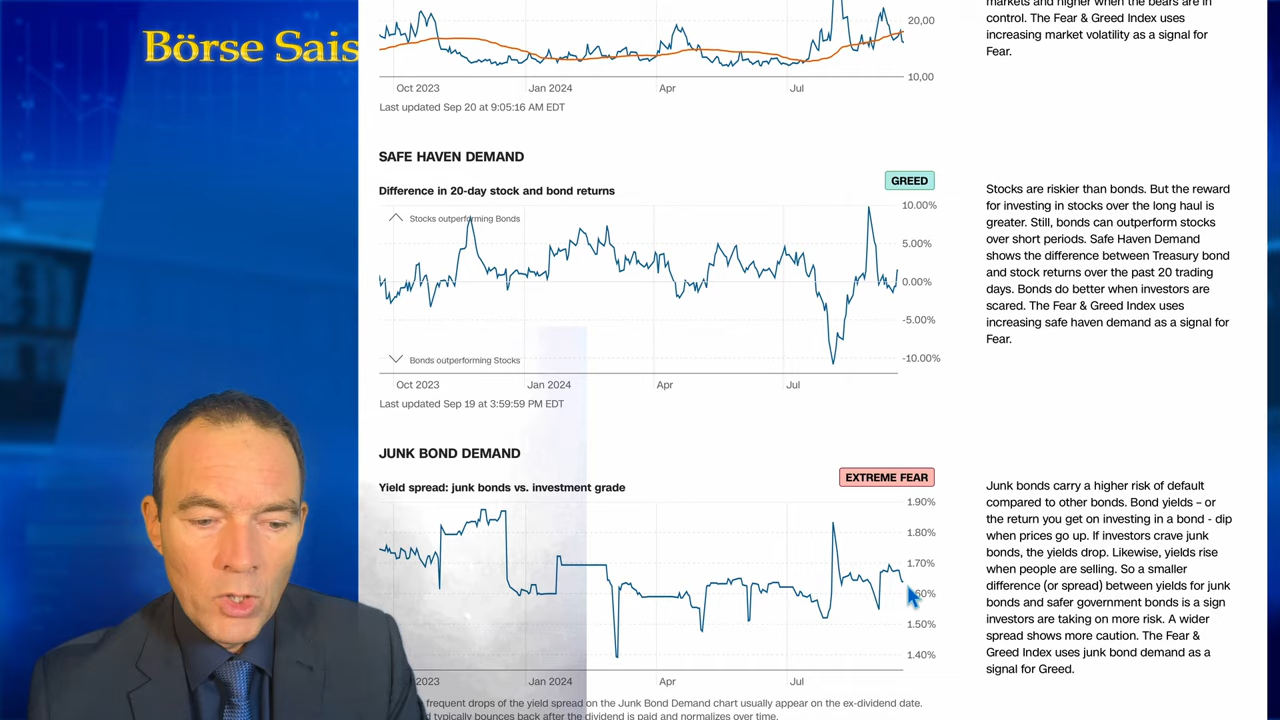 markets and higher when the bears are in
control. The Fear & Greed Index uses
increasing market volatility as a signal for
Fear.
Börse Sais
20,00
10,00
Oct 2023
Jan 2024
Apr
Jul
Last updated Sep 20 at 9:05:16 AM EDT
SAFE HAVEN DEMAND
GREED
Difference in 20-day stock and bond returns
Stocks outperforming Bonds
10.00%
5.00%
0.00%
-5.00%
-10.00%
Bonds outperforming Stocks
Oct 2023
Jan 2024
Apr
Jul
Last updated Sep 19 at 3:59:59 PM EDT
Stocks are riskier than bonds. But the reward
for investing in stocks over the long haul is
greater. Still, bonds can outperform stocks
over short periods. Safe Haven Demand
shows the difference between Treasury bond
and stock returns over the past 20 trading
days. Bonds do better when investors are
scared. The Fear & Greed Index uses
increasing safe haven demand as a signal for
Fear.
JUNK BOND DEMAND
EXTREME FEAR
Yield spread: junk bonds vs. investment grade
1.90%
1.80%
1.70%
1.60%
1.50%
1.40%
2023
Jan 2024
Apr
Jul
frequent drops of the yield spread on the Junk Bond Demand chart usually appear on the ex-dividend date.
typically bounces back after the dividend is paid and normalizes over time.
Junk bonds carry a higher risk of default
compared to other bonds. Bond yields – or
the return you get on investing in a bond - dip
when prices go up. If investors crave junk
bonds, the yields drop. Likewise, yields rise
when people are selling. So a smaller
difference (or spread) between yields for junk
bonds and safer government bonds is a sign
investors are taking on more risk. A wider
spread shows more caution. The Fear &
Greed Index uses junk bond demand as a
signal for Greed.